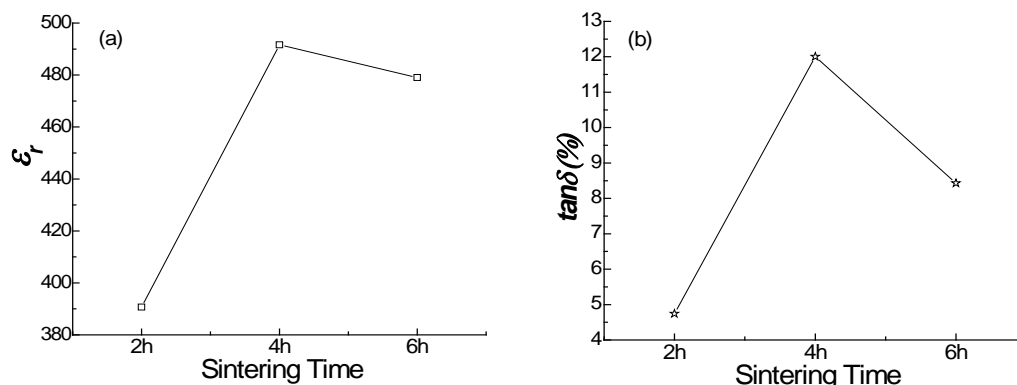 (a)
500
480
460
440
420
400
380
εr
2h 4h 6h
Sintering Time
(b)
13
12
11
10
9
8
7
6
5
4
tanδ(%)
2h 4h 6h
Sintering Time